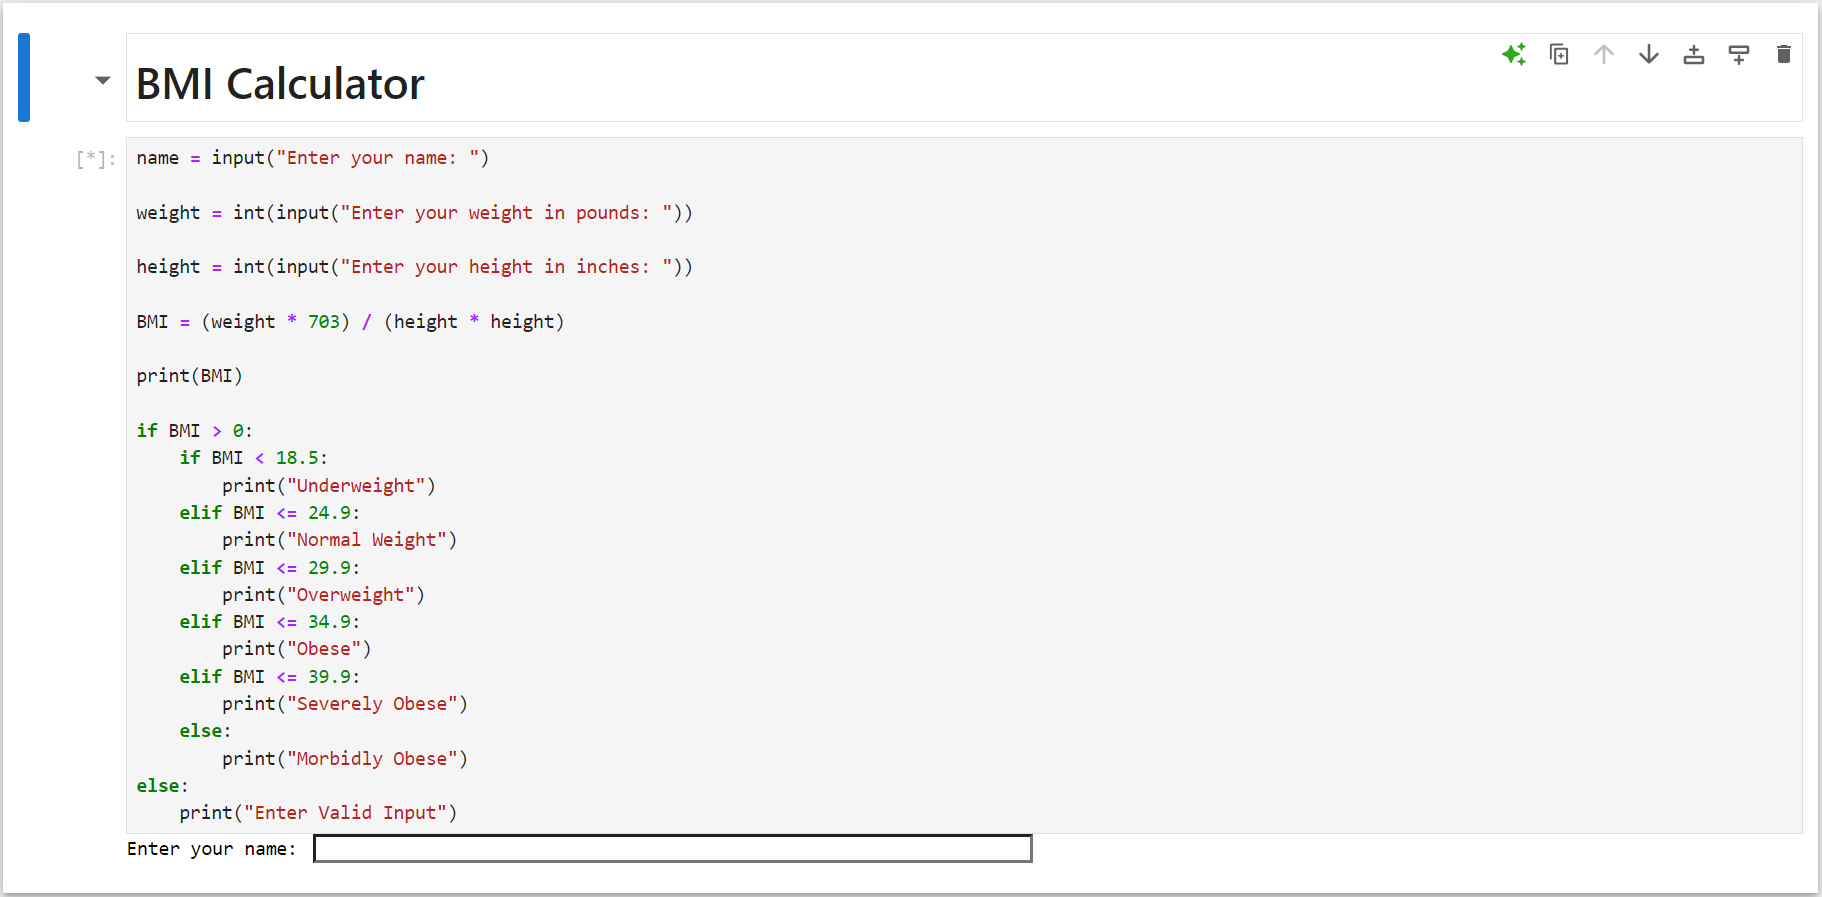 BMI Calculator
[*]:
name = input("Enter your name: ")
weight = int(input("Enter your weight in pounds: "))
height = int(input("Enter your height in inches: "))
BMI = (weight * 703) / (height * height)
print(BMI)
if BMI > 0:
    if BMI < 18.5:
        print("Underweight")
    elif BMI <= 24.9:
        print("Normal Weight")
    elif BMI <= 29.9:
        print("Overweight")
    elif BMI <= 34.9:
        print("Obese")
    elif BMI <= 39.9:
        print("Severely Obese")
    else:
        print("Morbidly Obese")
else:
    print("Enter Valid Input")
Enter your name: